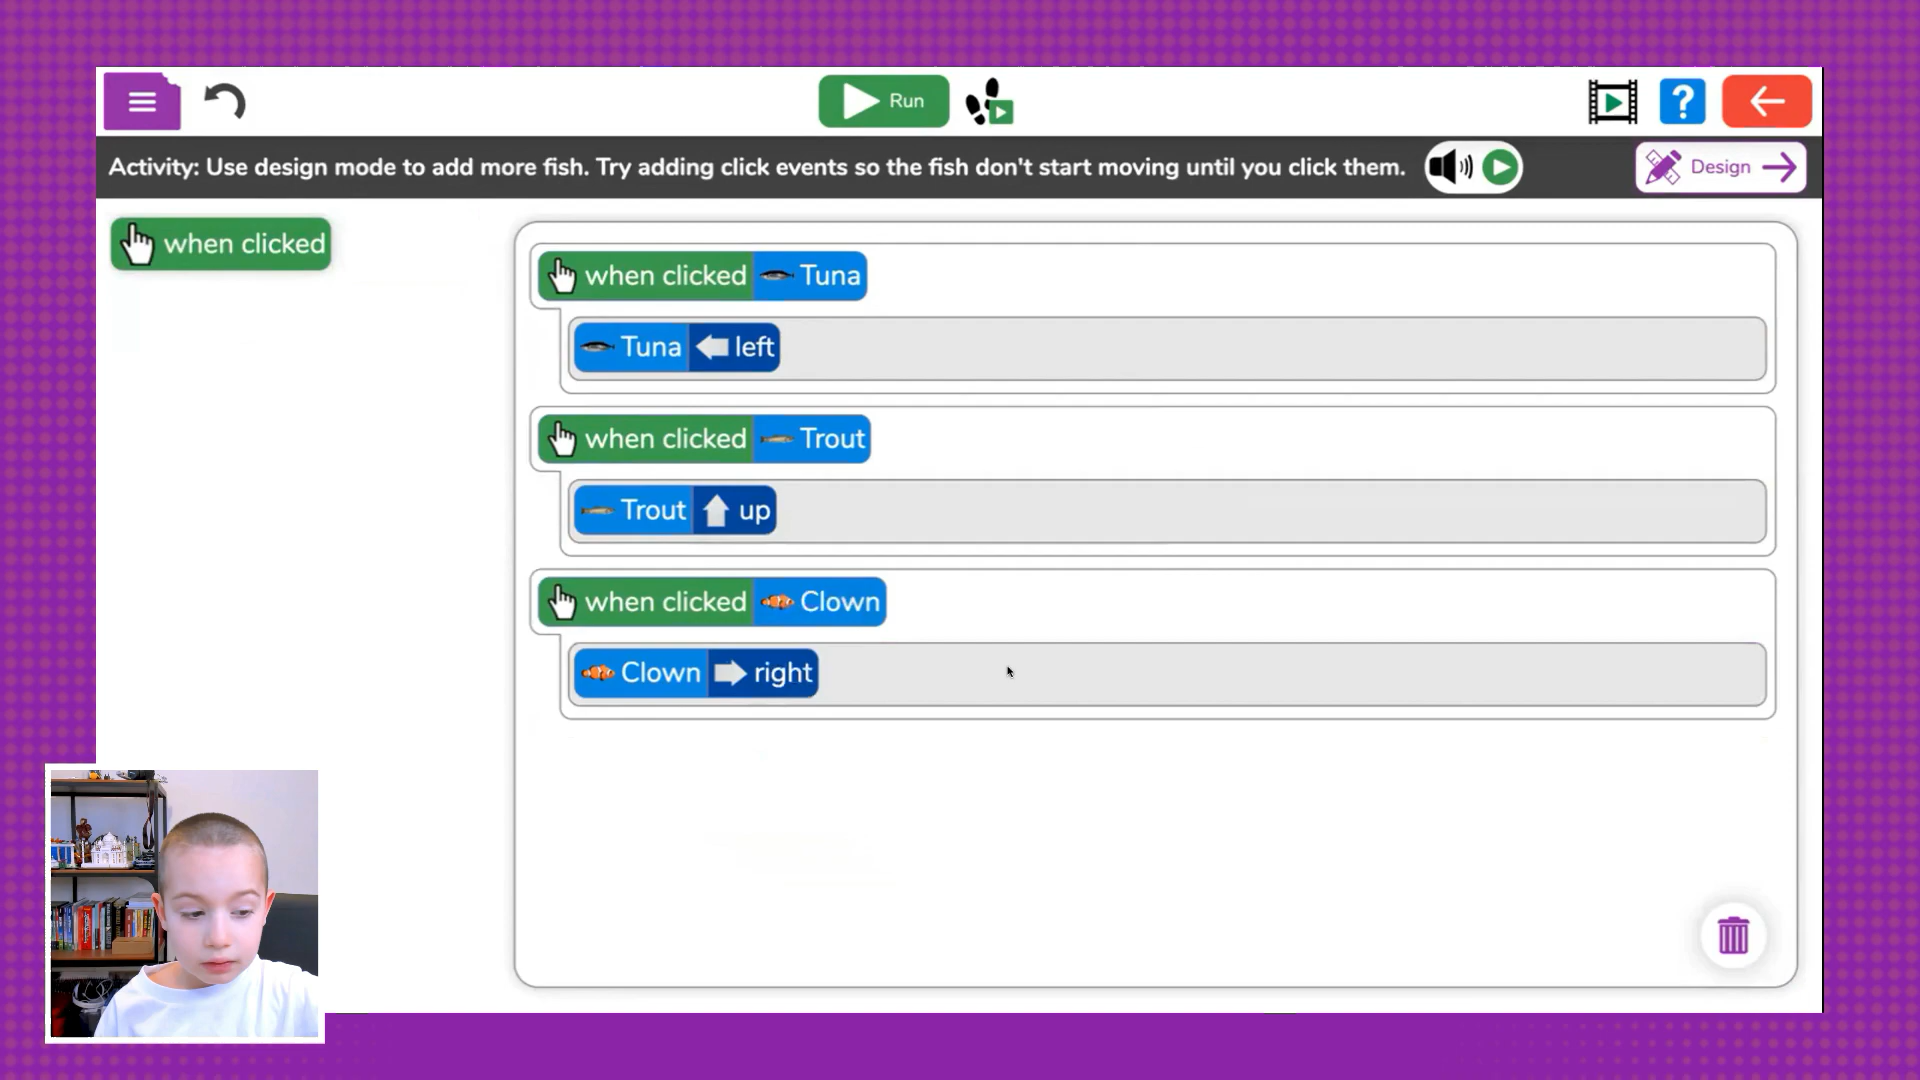 Run
Activity: Use design mode to add more fish. Try adding click events so the fish don't start moving until you click them.
Design
when clicked
when clicked Tuna
Tuna left
when clicked Trout
Trout up
when clicked Clown
Clown right